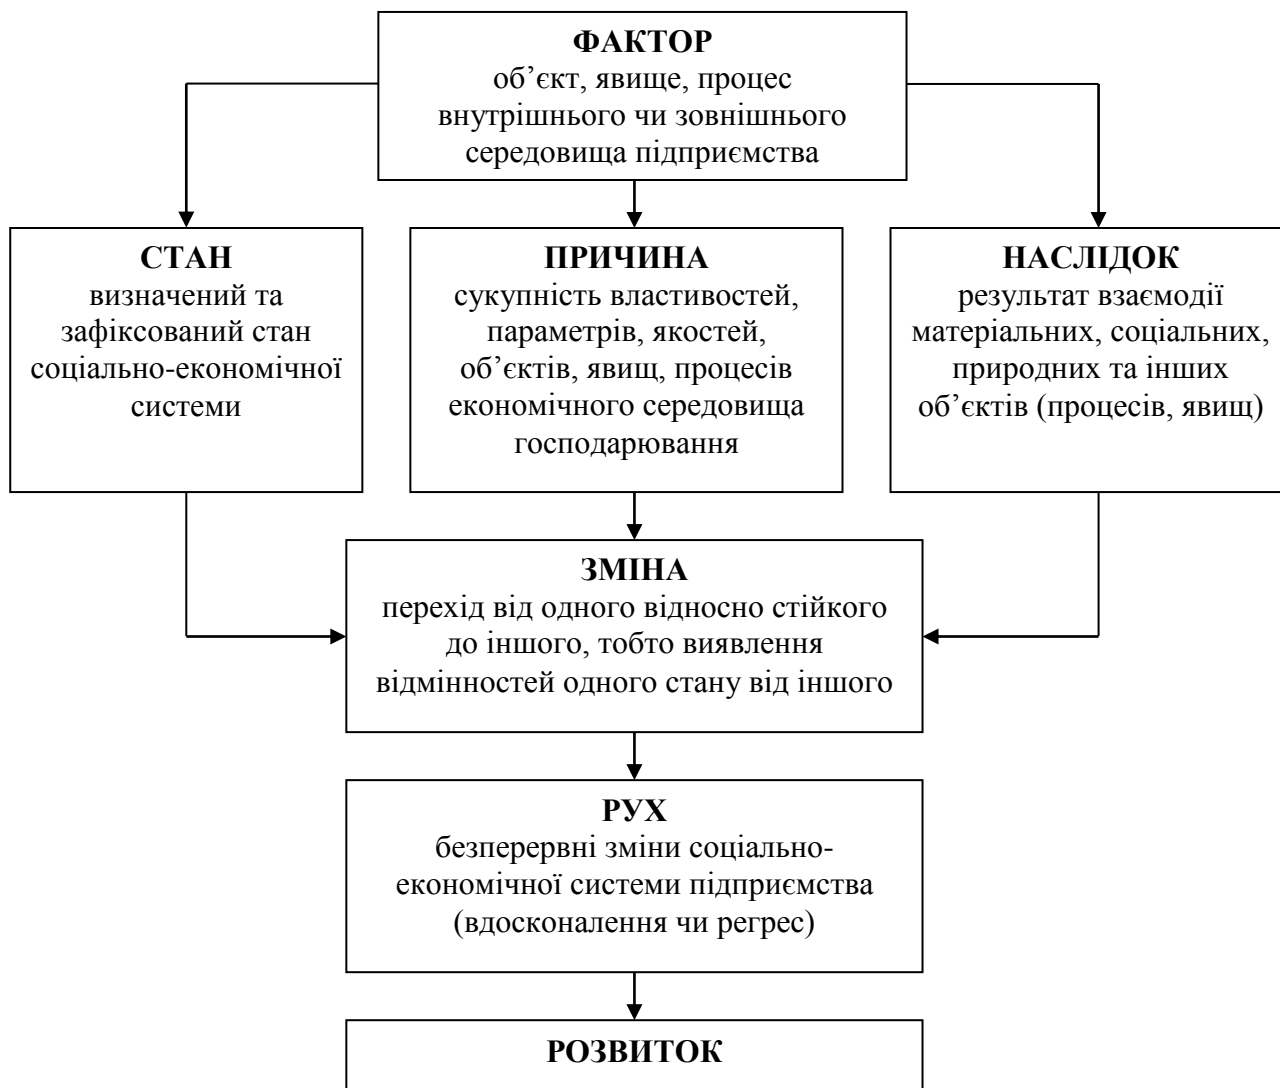 ФАКТОР
об’єкт, явище, процес
внутрішнього чи зовнішнього
середовища підприємства
СТАН
визначений та
зафіксований стан
соціально-економічної
системи
ПРИЧИНА
сукупність властивостей,
параметрів, якостей,
об’єктів, явищ, процесів
економічного середовища
господарювання
НАСЛІДОК
результат взаємодії
матеріальних, соціальних,
природних та інших
об’єктів (процесів, явищ)
ЗМІНА
перехід від одного відносно стійкого
до іншого, тобто виявлення
відмінностей одного стану від іншого
РУХ
безперервні зміни соціально-
економічної системи підприємства
(вдосконалення чи регрес)
РОЗВИТОК